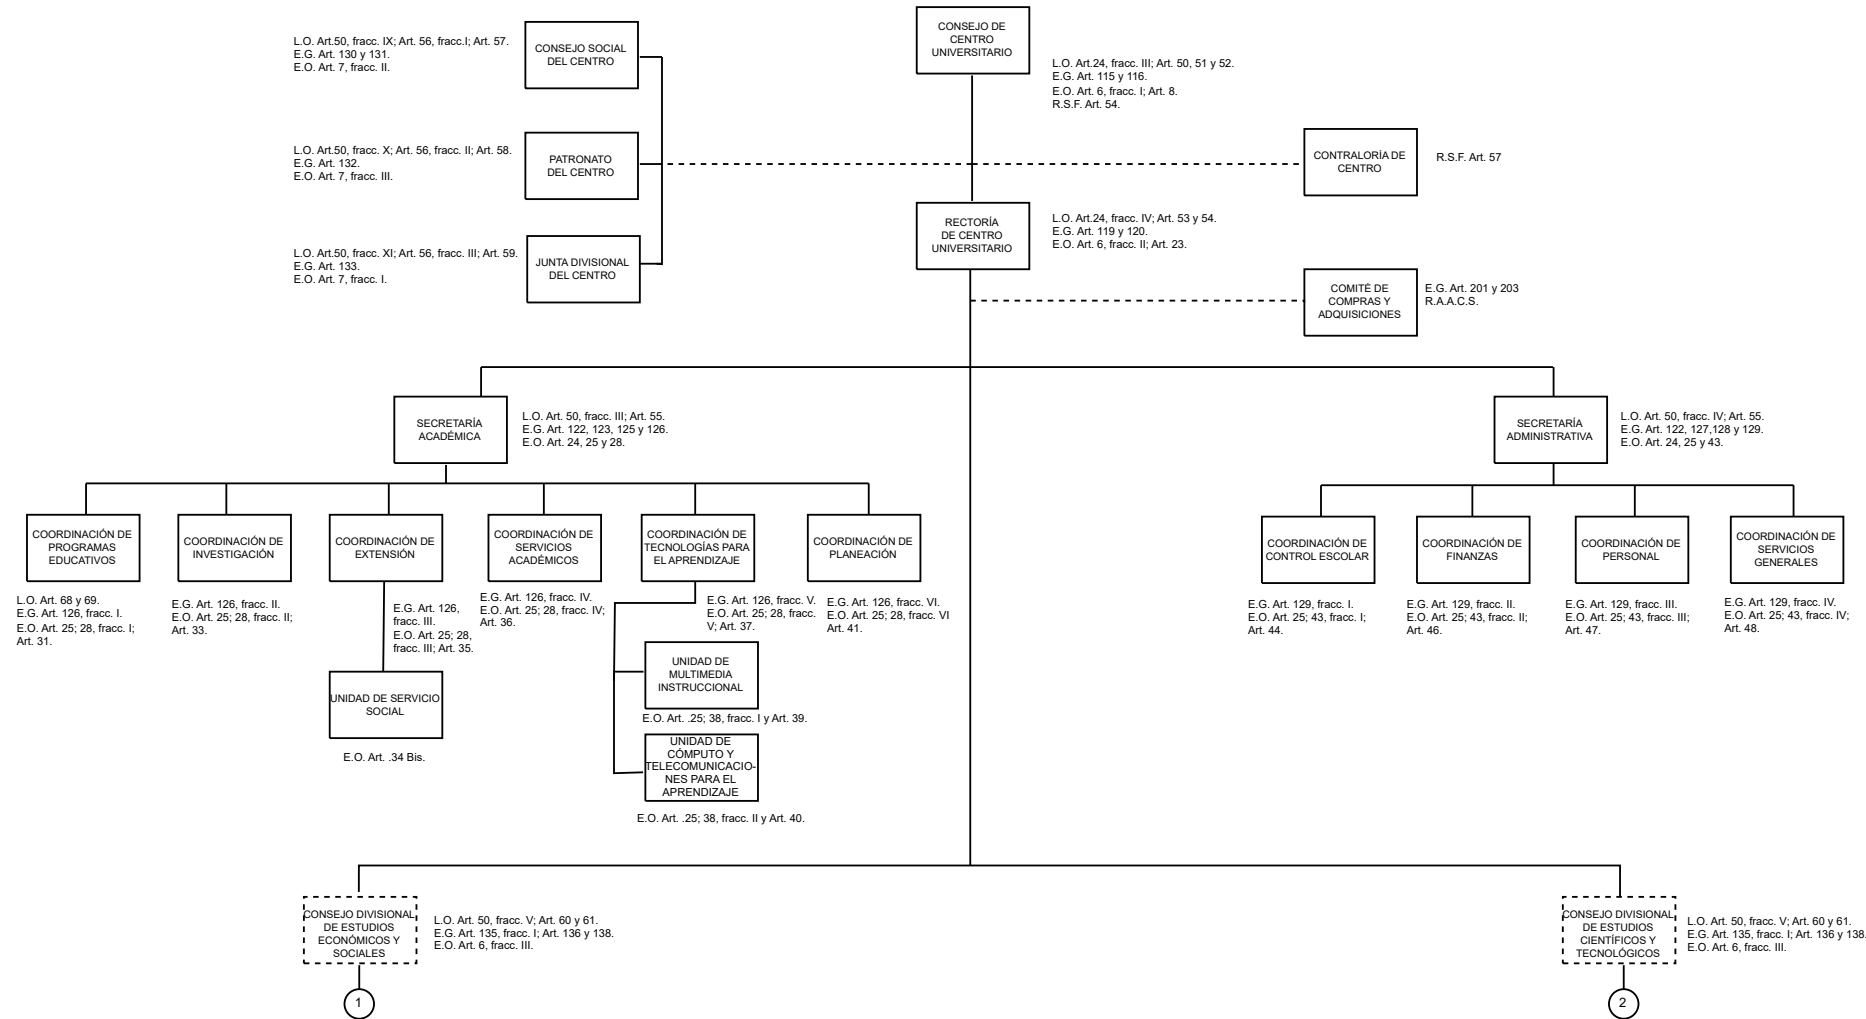 L.O. Art.50, fracc. IX; Art. 56, fracc.I; Art. 57.
E.G. Art. 130 y 131.
E.O. Art. 7, fracc. II.
CONSEJO SOCIAL
DEL CENTRO
CONSEJO DE
CENTRO
UNIVERSITARIO
L.O. Art.24, fracc. III; Art. 50, 51 y 52.
E.G. Art. 115 y 116.
E.O. Art. 6, fracc. I; Art. 8.
R.S.F. Art. 54.
L.O. Art.50, fracc. X; Art. 56, fracc. II; Art. 58.
E.G. Art. 132.
E.O. Art. 7, fracc. III.
PATRONATO
DEL CENTRO
CONTRALORÍA DE
CENTRO
R.S.F. Art. 57
L.O. Art.50, fracc. XI; Art. 56, fracc. III; Art. 59.
E.G. Art. 133.
E.O. Art. 7, fracc. I.
JUNTA DIVISIONAL
DEL CENTRO
RECTORÍA
DE CENTRO
UNIVERSITARIO
L.O. Art.24, fracc. IV; Art. 53 y 54.
E.G. Art. 119 y 120.
E.O. Art. 6, fracc. II; Art. 23.
COMITÉ DE
COMPRAS Y
ADQUISICIONES
E.G. Art. 201 y 203
R.A.A.C.S.
SECRETARÍA
ACADÉMICA
L.O. Art. 50, fracc. III; Art. 55.
E.G. Art. 122, 123, 125 y 126.
E.O. Art. 24, 25 y 28.
SECRETARÍA
ADMINISTRATIVA
L.O. Art. 50, fracc. IV; Art. 55.
E.G. Art. 122, 127,128 y 129.
E.O. Art. 24, 25 y 43.
COORDINACIÓN DE
PROGRAMAS
EDUCATIVOS
COORDINACIÓN DE
INVESTIGACIÓN
COORDINACIÓN DE
EXTENSIÓN
COORDINACIÓN DE
SERVICIOS
ACADÉMICOS
COORDINACIÓN DE
TECNOLOGÍAS PARA
EL APRENDIZAJE
COORDINACIÓN DE
PLANEACIÓN
COORDINACIÓN DE
CONTROL ESCOLAR
COORDINACIÓN DE
FINANZAS
COORDINACIÓN DE
PERSONAL
COORDINACIÓN DE
SERVICIOS
GENERALES
L.O. Art. 68 y 69.
E.G. Art. 126, fracc. I.
E.O. Art. 25; 28, fracc. I;
Art. 31.
E.G. Art. 126, fracc. II.
E.O. Art. 25; 28, fracc. II;
Art. 33.
E.G. Art. 126,
fracc. III.
E.O. Art. 25; 28,
fracc. III; Art. 35.
E.G. Art. 126, fracc. IV.
E.O. Art. 25; 28, fracc. IV;
Art. 36.
E.G. Art. 126, fracc. V.
E.O. Art. 25; 28, fracc.
V; Art. 37.
E.G. Art. 126, fracc. VI.
E.O. Art. 25; 28, fracc. VI
Art. 41.
E.G. Art. 129, fracc. I.
E.O. Art. 25; 43, fracc. I;
Art. 44.
E.G. Art. 129, fracc. II.
E.O. Art. 25; 43, fracc. II;
Art. 46.
E.G. Art. 129, fracc. III.
E.O. Art. 25; 43, fracc. III;
Art. 47.
E.G. Art. 129, fracc. IV.
E.O. Art. 25; 43, fracc. IV;
Art. 48.
UNIDAD DE SERVICIO
SOCIAL
E.O. Art. .34 Bis.
UNIDAD DE
MULTIMEDIA
INSTRUCCIONAL
E.O. Art. .25; 38, fracc. I y Art. 39.
UNIDAD DE
CÓMPUTO Y
TELECOMUNICACIO-
NES PARA EL
APRENDIZAJE
E.O. Art. .25; 38, fracc. II y Art. 40.
CONSEJO DIVISIONAL
DE ESTUDIOS
ECONÓMICOS Y
SOCIALES
L.O. Art. 50, fracc. V; Art. 60 y 61.
E.G. Art. 135, fracc. I; Art. 136 y 138.
E.O. Art. 6, fracc. III.
1
CONSEJO DIVISIONAL
DE ESTUDIOS
CIENTÍFICOS Y
TECNOLÓGICOS
L.O. Art. 50, fracc. V; Art. 60 y 61.
E.G. Art. 135, fracc. I; Art. 136 y 138.
E.O. Art. 6, fracc. III.
2